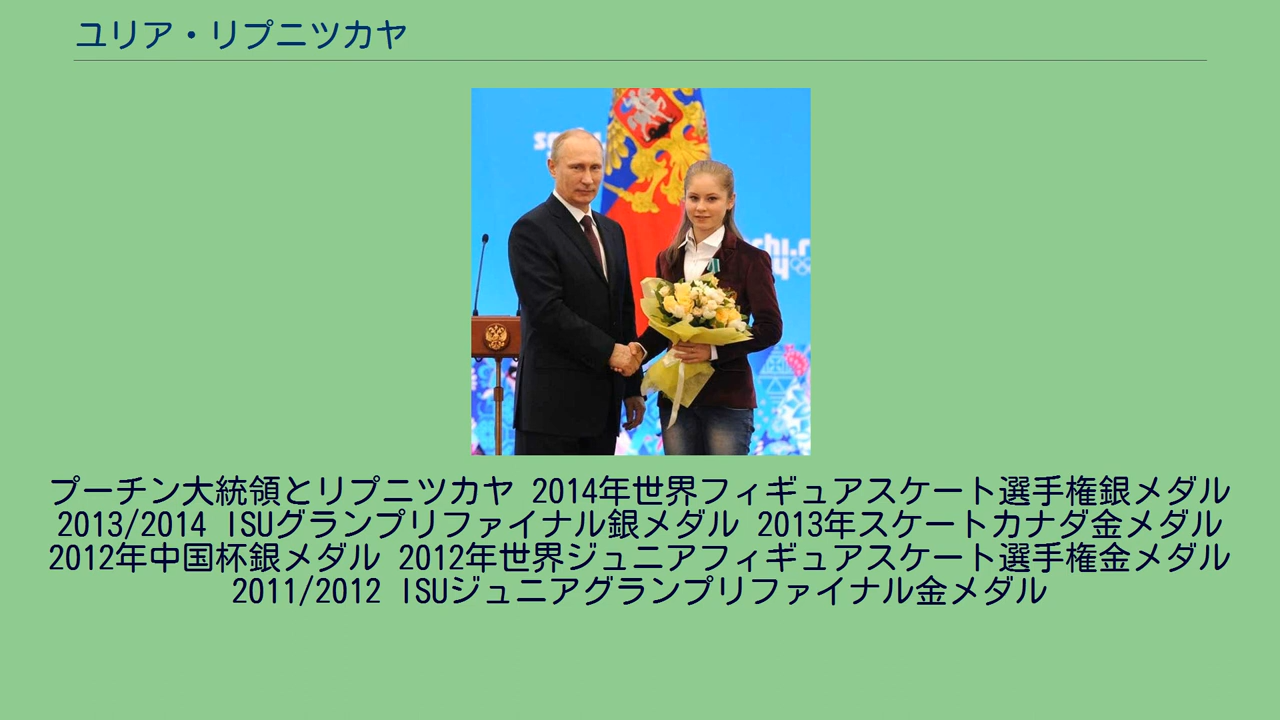 ユリア・リプニツカヤ
プーチン大統領とリプニツカヤ 2014年世界フィギュアスケート選手権銀メダル
2013/2014 ISUグランプリファイナル銀メダル 2013年スケートカナダ金メダル
2012年中国杯銀メダル 2012年世界ジュニアフィギュアスケート選手権金メダル
2011/2012 ISUジュニアグランプリファイナル金メダル